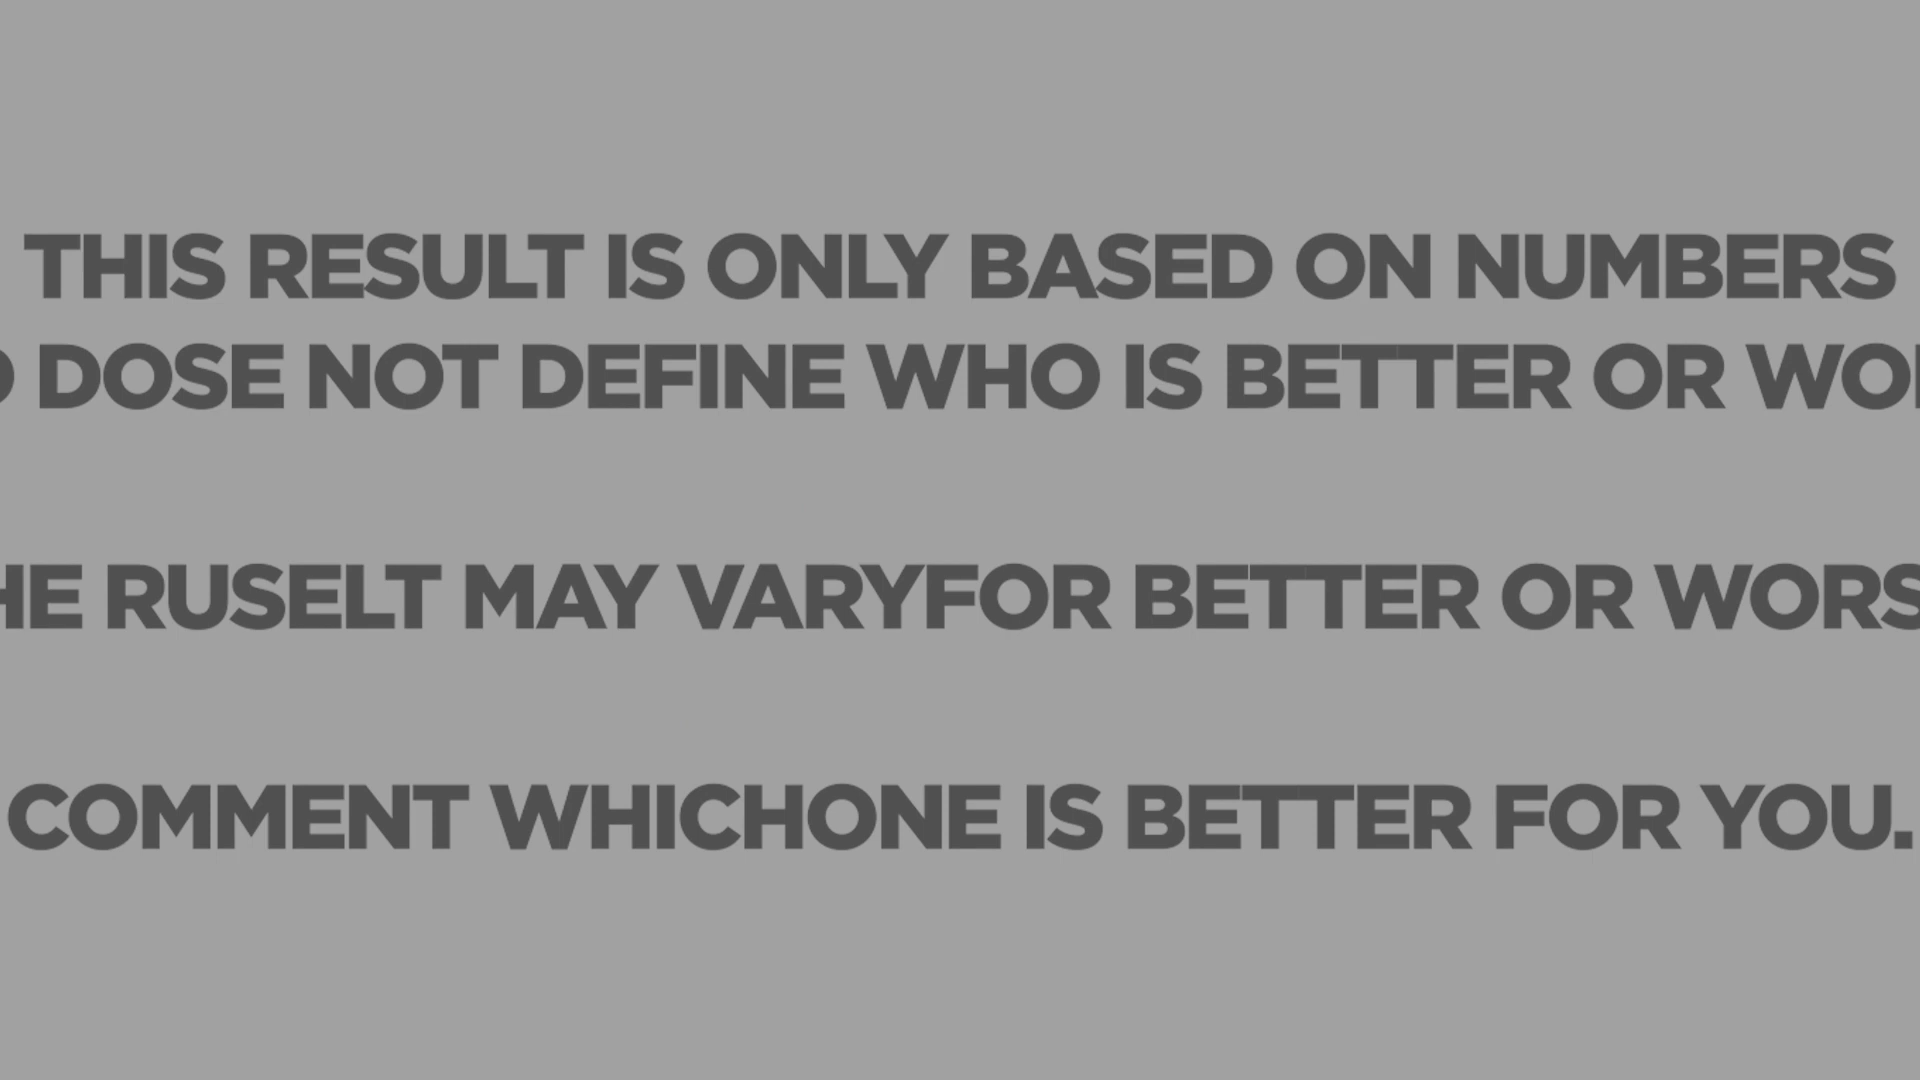 THIS RESULT IS ONLY BASED ON NUMBERS
DOSE NOT DEFINE WHO IS BETTER OR
RUSELT MAY VARYFOR BETTER OR
COMMENT WHICHONE IS BETTER FOR YOU.